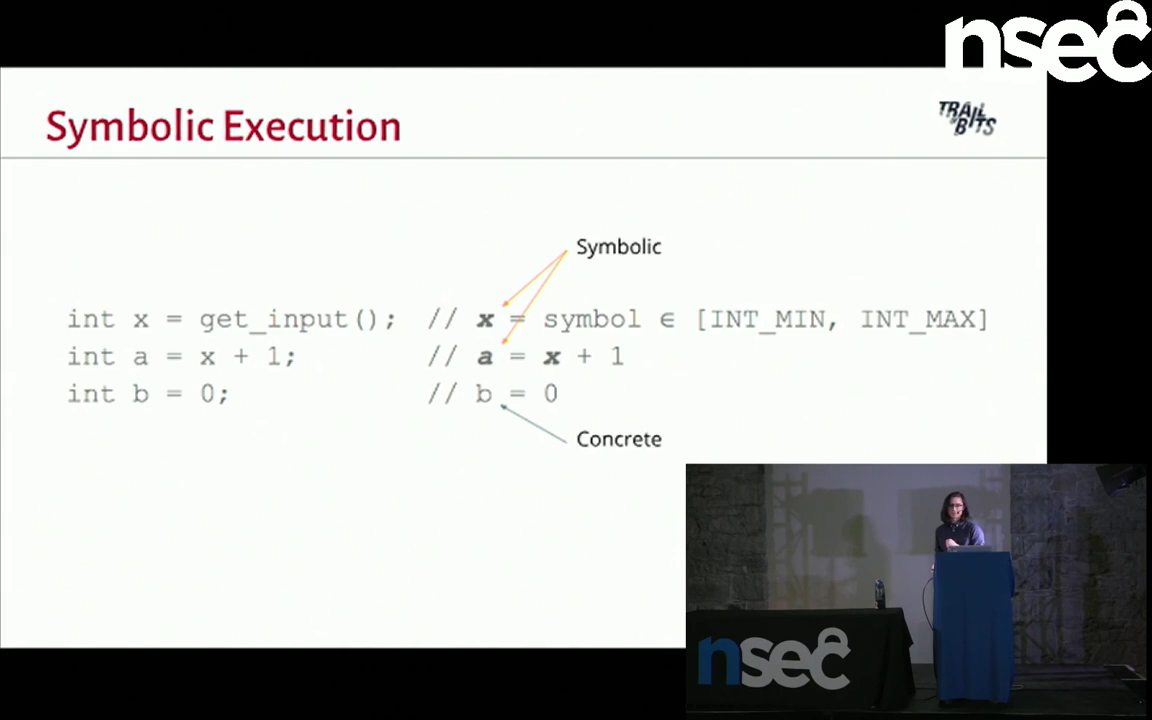 nsec
Symbolic Execution
TRAIL OF BITS
Symbolic
int x = get_input(); // x = symbol ∈ [INT_MIN, INT_MAX]
int a = x + 1; // a = x + 1
int b = 0; // b = 0
Concrete
nsec